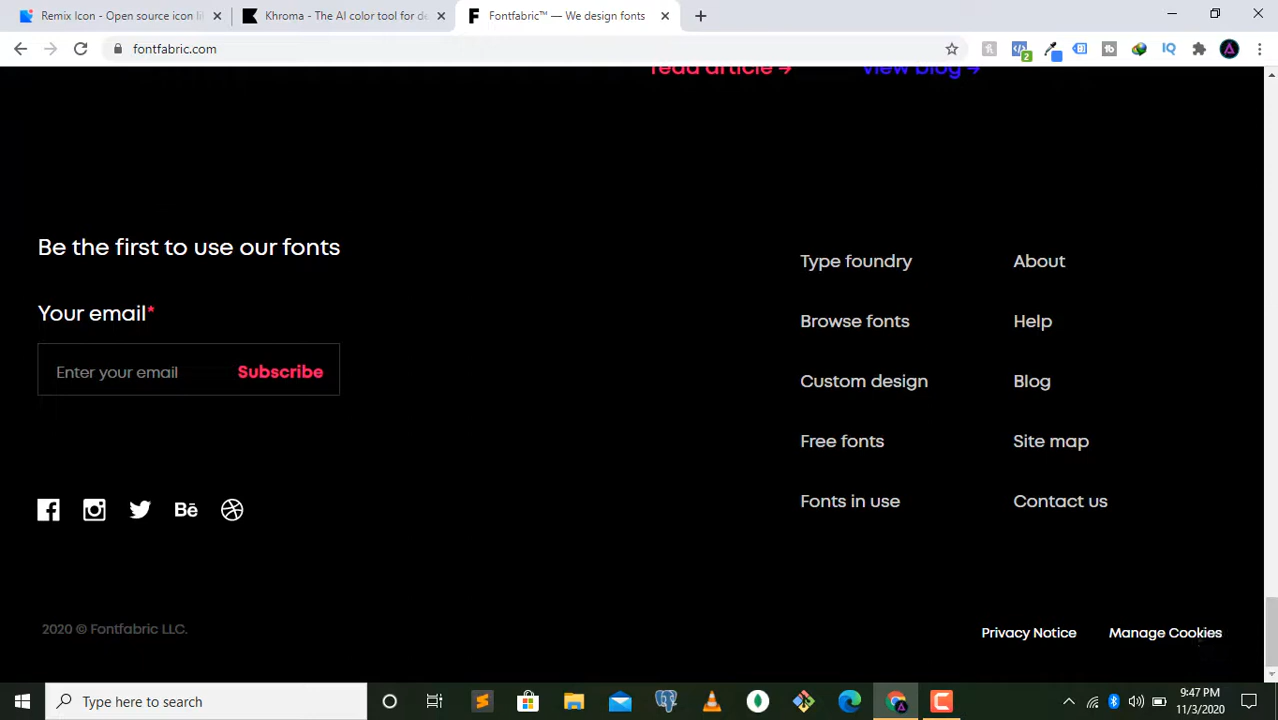 Remix Icon - Open source icon li
Khroma - The AI color tool for de
Fontfabric™ — We design fonts
fontfabric.com
2
IQ
read article →
View blog →
Be the first to use our fonts
Your email*
Enter your email
Subscribe
Type foundry
About
Browse fonts
Help
Custom design
Blog
Free fonts
Site map
Fonts in use
Contact us
Bē
2020 © Fontfabric LLC.
Privacy Notice
Manage Cookies
Type here to search
9:47 PM
11/3/2020